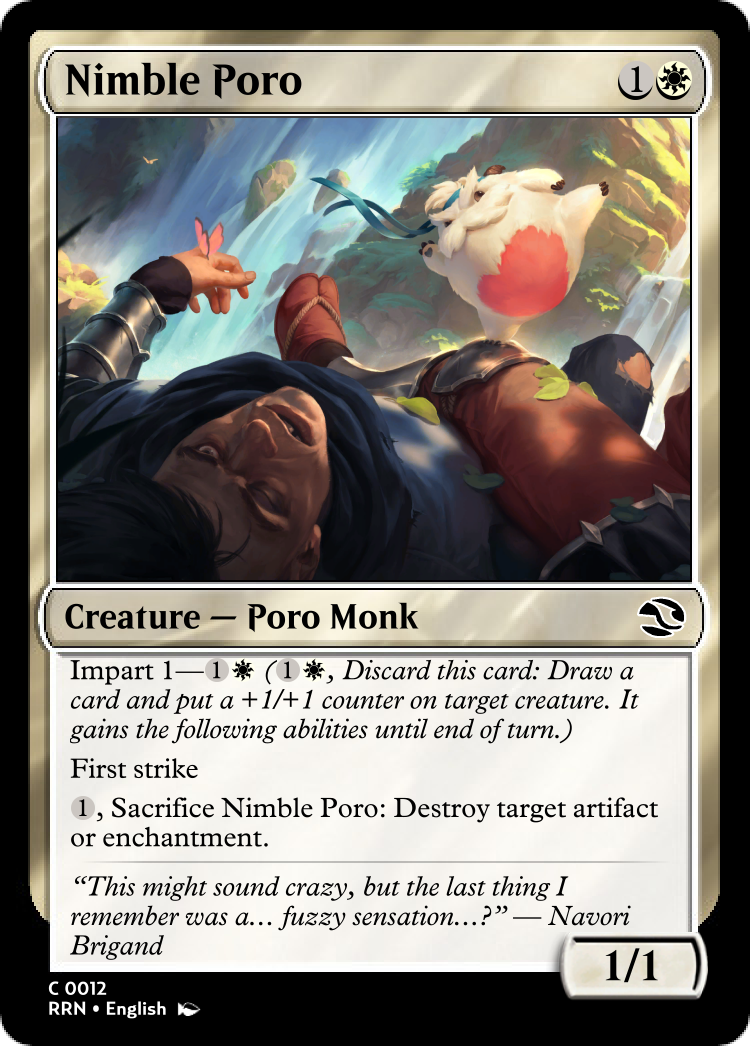 Nimble Poro 1
Creature — Poro Monk
Impart 1—1 (1, Discard this card: Draw a
card and put a +1/+1 counter on target creature. It
gains the following abilities until end of turn.)
First strike
1, Sacrifice Nimble Poro: Destroy target artifact
or enchantment.
“This might sound crazy, but the last thing I
remember was a… fuzzy sensation…?” — Navori
Brigand
1/1
C 0012
RRN • English